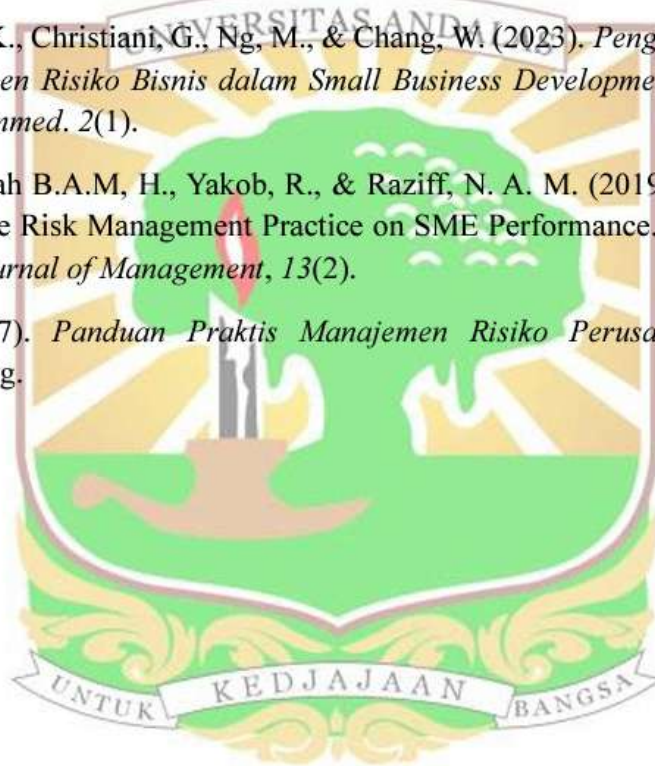 UNIVERSITAS ANDALAS
K., Christiani, G., Ng, M., & Chang, W. (2023). Peng
en Risiko Bisnis dalam Small Business Developme
nmed. 2(1).
ah B.A.M, H., Yakob, R., & Raziff, N. A. M. (2019
e Risk Management Practice on SME Performance.
urnal of Management, 13(2).
7). Panduan Praktis Manajemen Risiko Perusa
g.
UNTUK KEDJAJAAN BANGSA